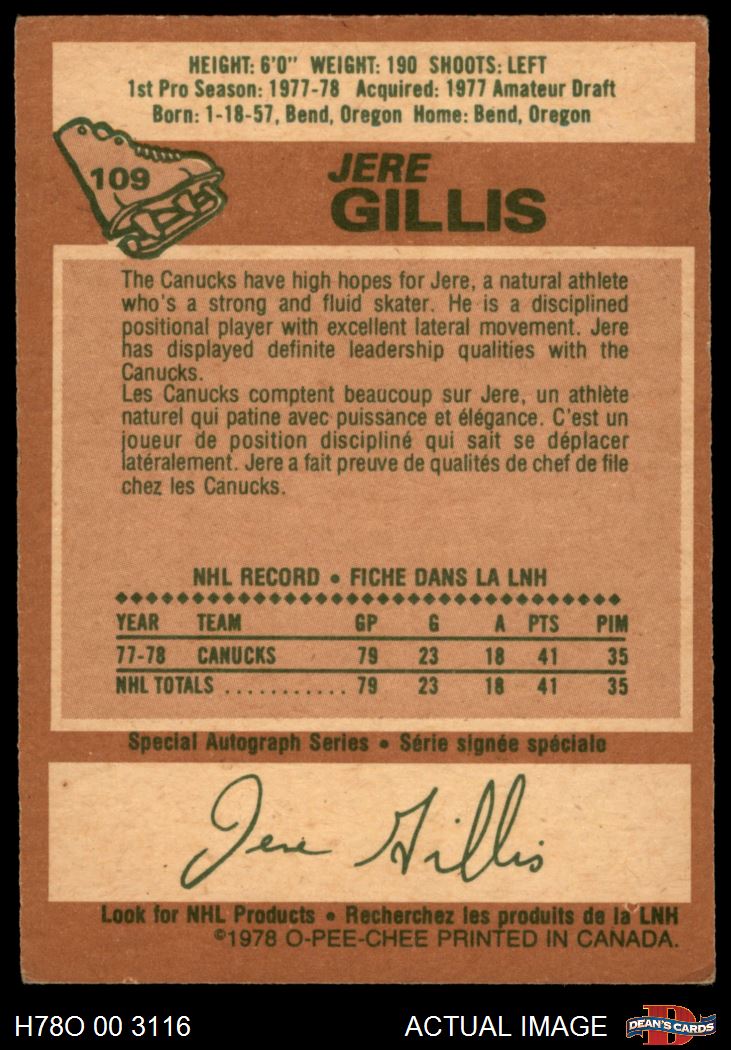 HEIGHT: 6'0" WEIGHT: 190 SHOOTS: LEFT
1st Pro Season: 1977-78 Acquired: 1977 Amateur Draft
Born: 1-18-57, Bend, Oregon Home: Bend, Oregon
109
JERE
GILLIS
The Canucks have high hopes for Jere, a natural athlete
who's a strong and fluid skater. He is a disciplined
positional player with excellent lateral movement. Jere
has displayed definite leadership qualities with the
Canucks.
Les Canucks comptent beaucoup sur Jere, un athlète
naturel qui patine avec puissance et élégance. C'est un
joueur de position discipliné qui sait se déplacer
latéralement. Jere a fait preuve de qualités de chef de file
chez les Canucks.
NHL RECORD • FICHE DANS LA LNH
YEAR TEAM GP G A PTS PIM
77-78 CANUCKS 79 23 18 41 35
NHL TOTALS ........... 79 23 18 41 35
Special Autograph Series • Série signée spéciale
Jere Gillis
Look for NHL Products • Recherchez les produits de la LNH
©1978 O-PEE-CHEE PRINTED IN CANADA.
H78O 00 3116 ACTUAL IMAGE D DEAN'S CARDS